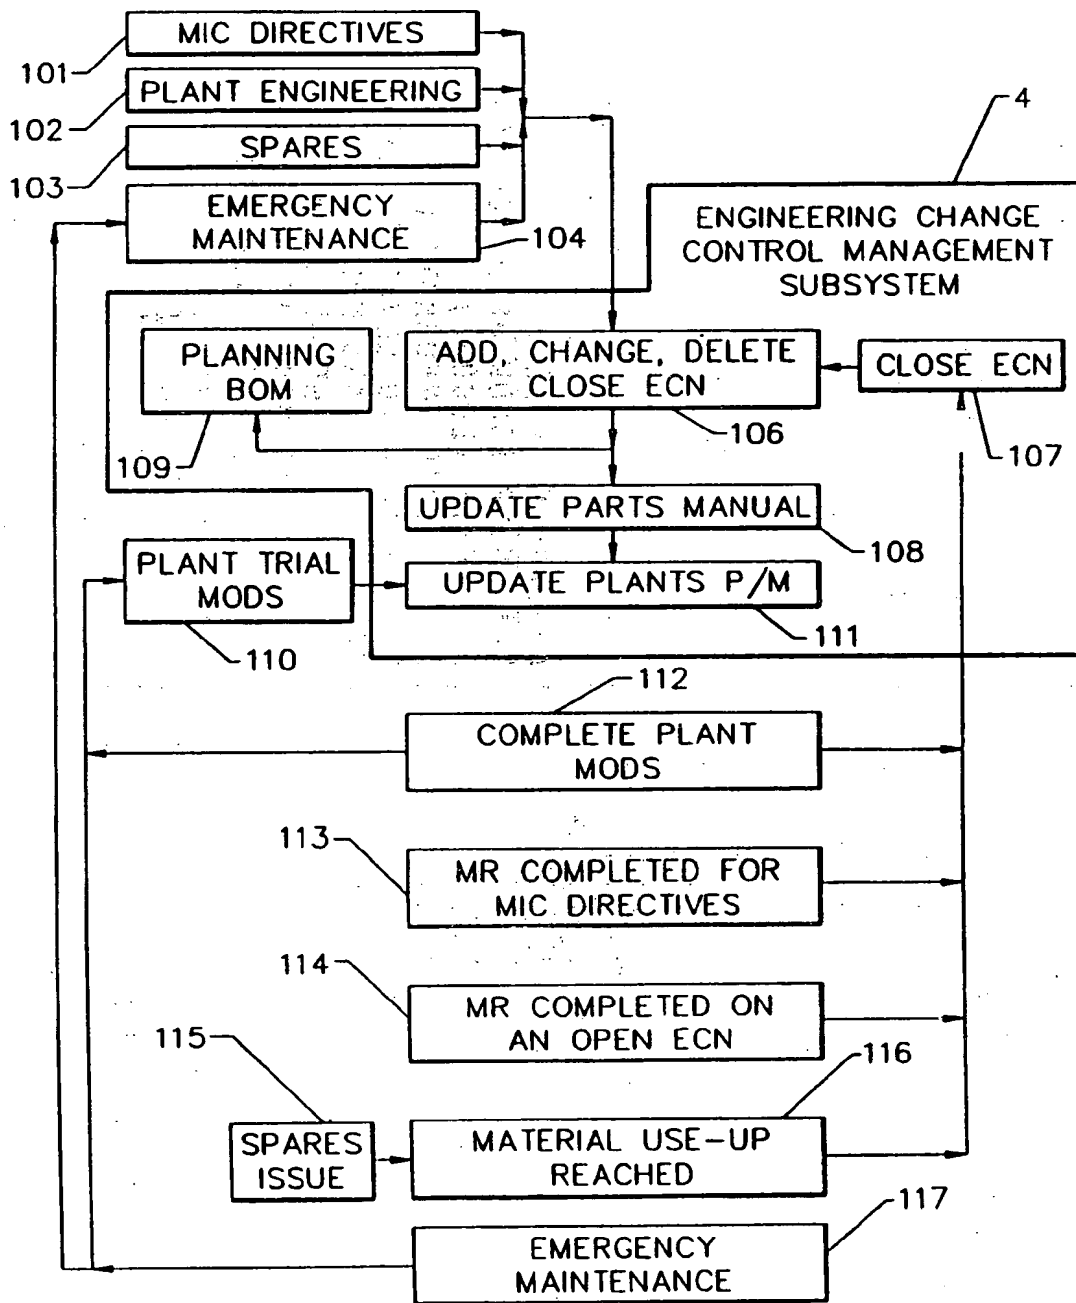 MIC DIRECTIVES
101
PLANT ENGINEERING
102
SPARES
103
EMERGENCY
MAINTENANCE
104
4
ENGINEERING CHANGE
CONTROL MANAGEMENT
SUBSYSTEM
PLANNING
BOM
109
ADD, CHANGE, DELETE
CLOSE ECN
106
CLOSE ECN
107
UPDATE PARTS MANUAL
108
PLANT TRIAL
MODS
110
UPDATE PLANTS P/M
111
112
COMPLETE PLANT
MODS
113
MR COMPLETED FOR
MIC DIRECTIVES
114
MR COMPLETED ON
AN OPEN ECN
115
SPARES
ISSUE
116
MATERIAL USE-UP
REACHED
117
EMERGENCY
MAINTENANCE